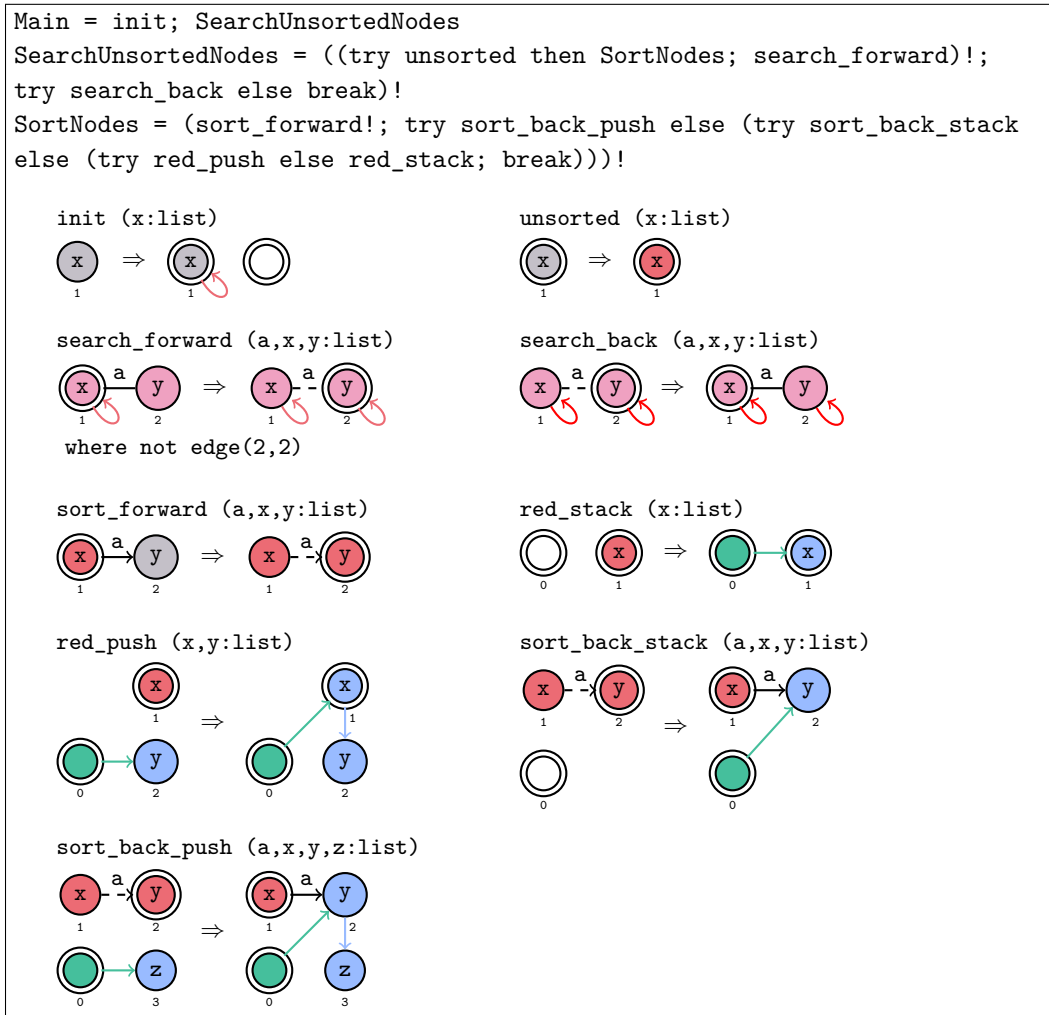 Main = init; SearchUnsortedNodes
SearchUnsortedNodes = ((try unsorted then SortNodes; search_forward)!;
try search_back else break)!
SortNodes = (sort_forward!; try sort_back_push else (try sort_back_stack
else (try red_push else red_stack; break)))!
init (x:list)
x ⇒ x
1 1
unsorted (x:list)
x ⇒ x
1 1
search_forward (a,x,y:list)
x a y ⇒ x a y
1 2 1 2
where not edge(2,2)
search_back (a,x,y:list)
x a y ⇒ x a y
1 2 1 2
sort_forward (a,x,y:list)
x a y ⇒ x a y
1 2 1 2
red_stack (x:list)
x ⇒ x
0 1 0 1
red_push (x,y:list)
x x
1 ⇒ 1
y y
0 2 0 2
sort_back_stack (a,x,y:list)
x a y x a y
1 2 ⇒ 1 2
0 0
sort_back_push (a,x,y,z:list)
x a y x a y
1 2 ⇒ 1 2
z z
0 3 0 3